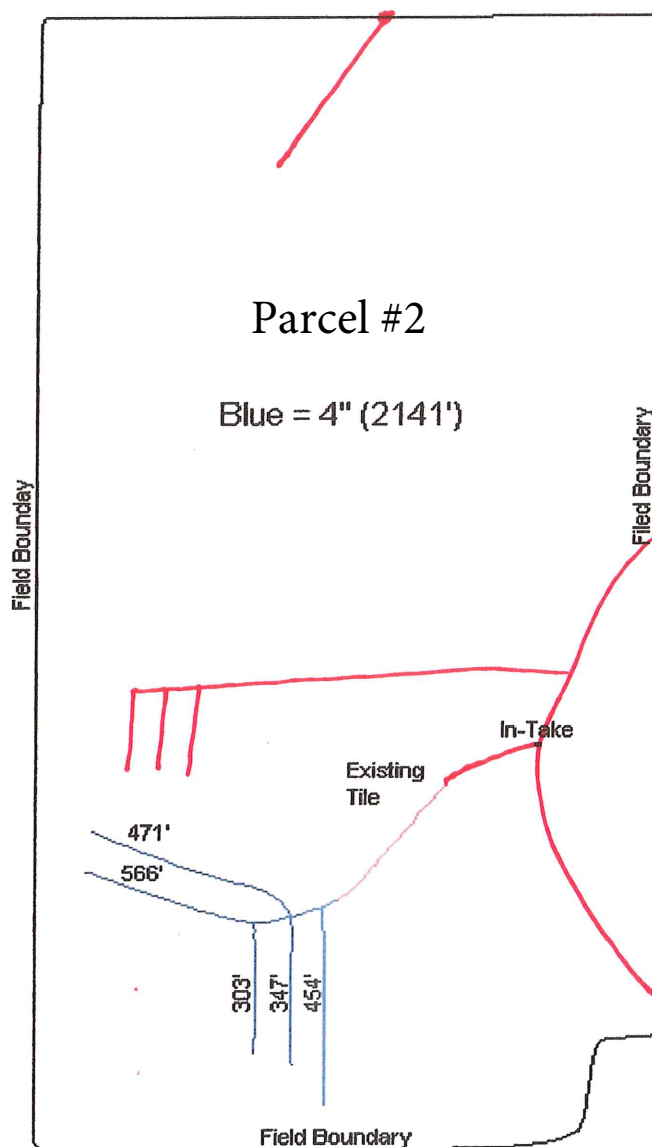 Parcel #2
Blue = 4" (2141')
Field Bounday
Filed Boundary
In-Take
Existing
Tile
471'
566'
303'
347'
454'
Field Boundary